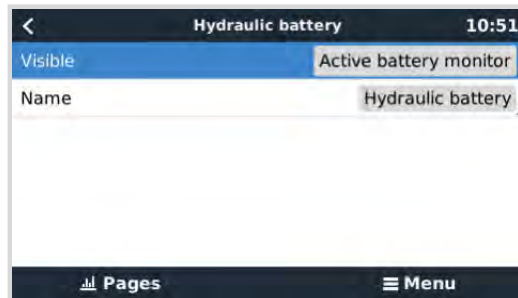 Hydraulic battery 10:51
Visible Active battery monitor
Name Hydraulic battery
Pages Menu